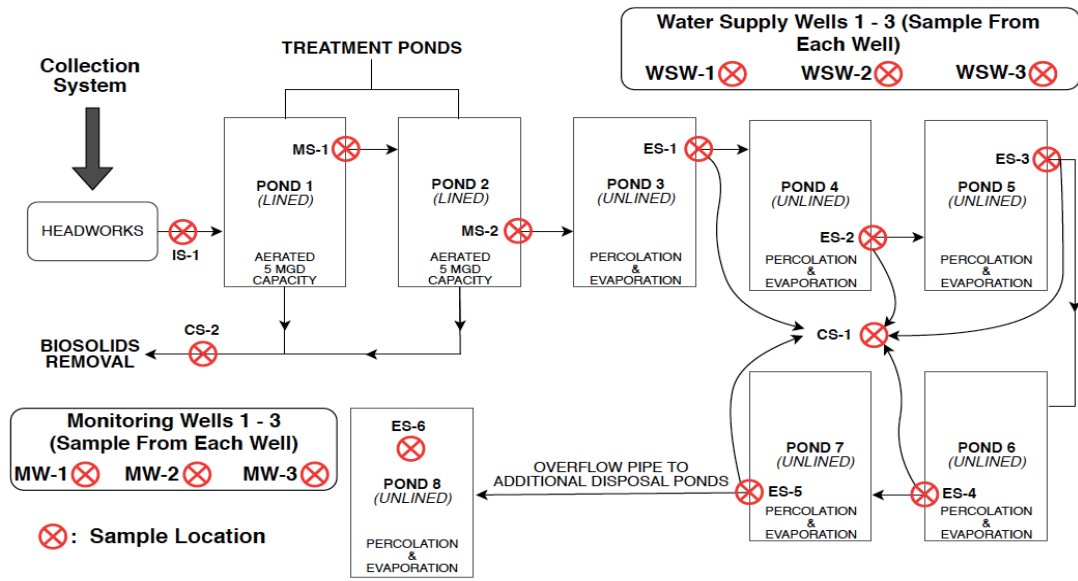 Water Supply Wells 1 - 3 (Sample From
Each Well)
WSW-1 WSW-2 WSW-3
TREATMENT PONDS
Collection
System
MS-1
ES-1
ES-3
POND 1
(LINED)
POND 2
(LINED)
POND 3
(UNLINED)
POND 4
(UNLINED)
POND 5
(UNLINED)
HEADWORKS
IS-1
MS-2
ES-2
AERATED
5 MGD
CAPACITY
AERATED
5 MGD
CAPACITY
PERCOLATION
&
EVAPORATION
PERCOLATION
&
EVAPORATION
PERCOLATION
&
EVAPORATION
CS-2
BIOSOLIDS
REMOVAL
CS-1
Monitoring Wells 1 - 3
(Sample From Each Well)
MW-1 MW-2 MW-3
ES-6
POND 8
(UNLINED)
PERCOLATION
&
EVAPORATION
OVERFLOW PIPE TO
ADDITIONAL DISPOSAL PONDS
POND 7
(UNLINED)
ES-5
PERCOLATION
&
EVAPORATION
POND 6
(UNLINED)
ES-4
PERCOLATION
&
EVAPORATION
: Sample Location